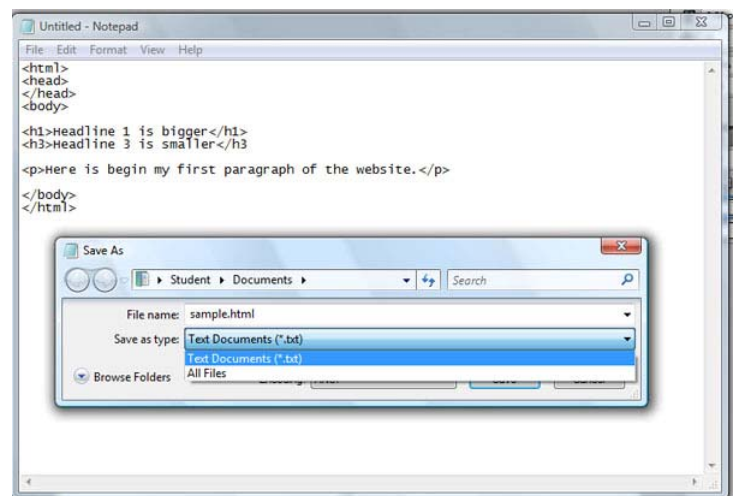 Untitled - Notepad
File Edit Format View Help
<html>
<head>
</head>
<body>
<h1>Headline 1 is bigger</h1>
<h3>Headline 3 is smaller</h3
<p>Here is begin my first paragraph of the website.</p>
</body>
</html>
Save As
Student Documents Search
File name: sample.html
Save as type: Text Documents (*.txt)
Text Documents (*.txt)
All Files
Browse Folders